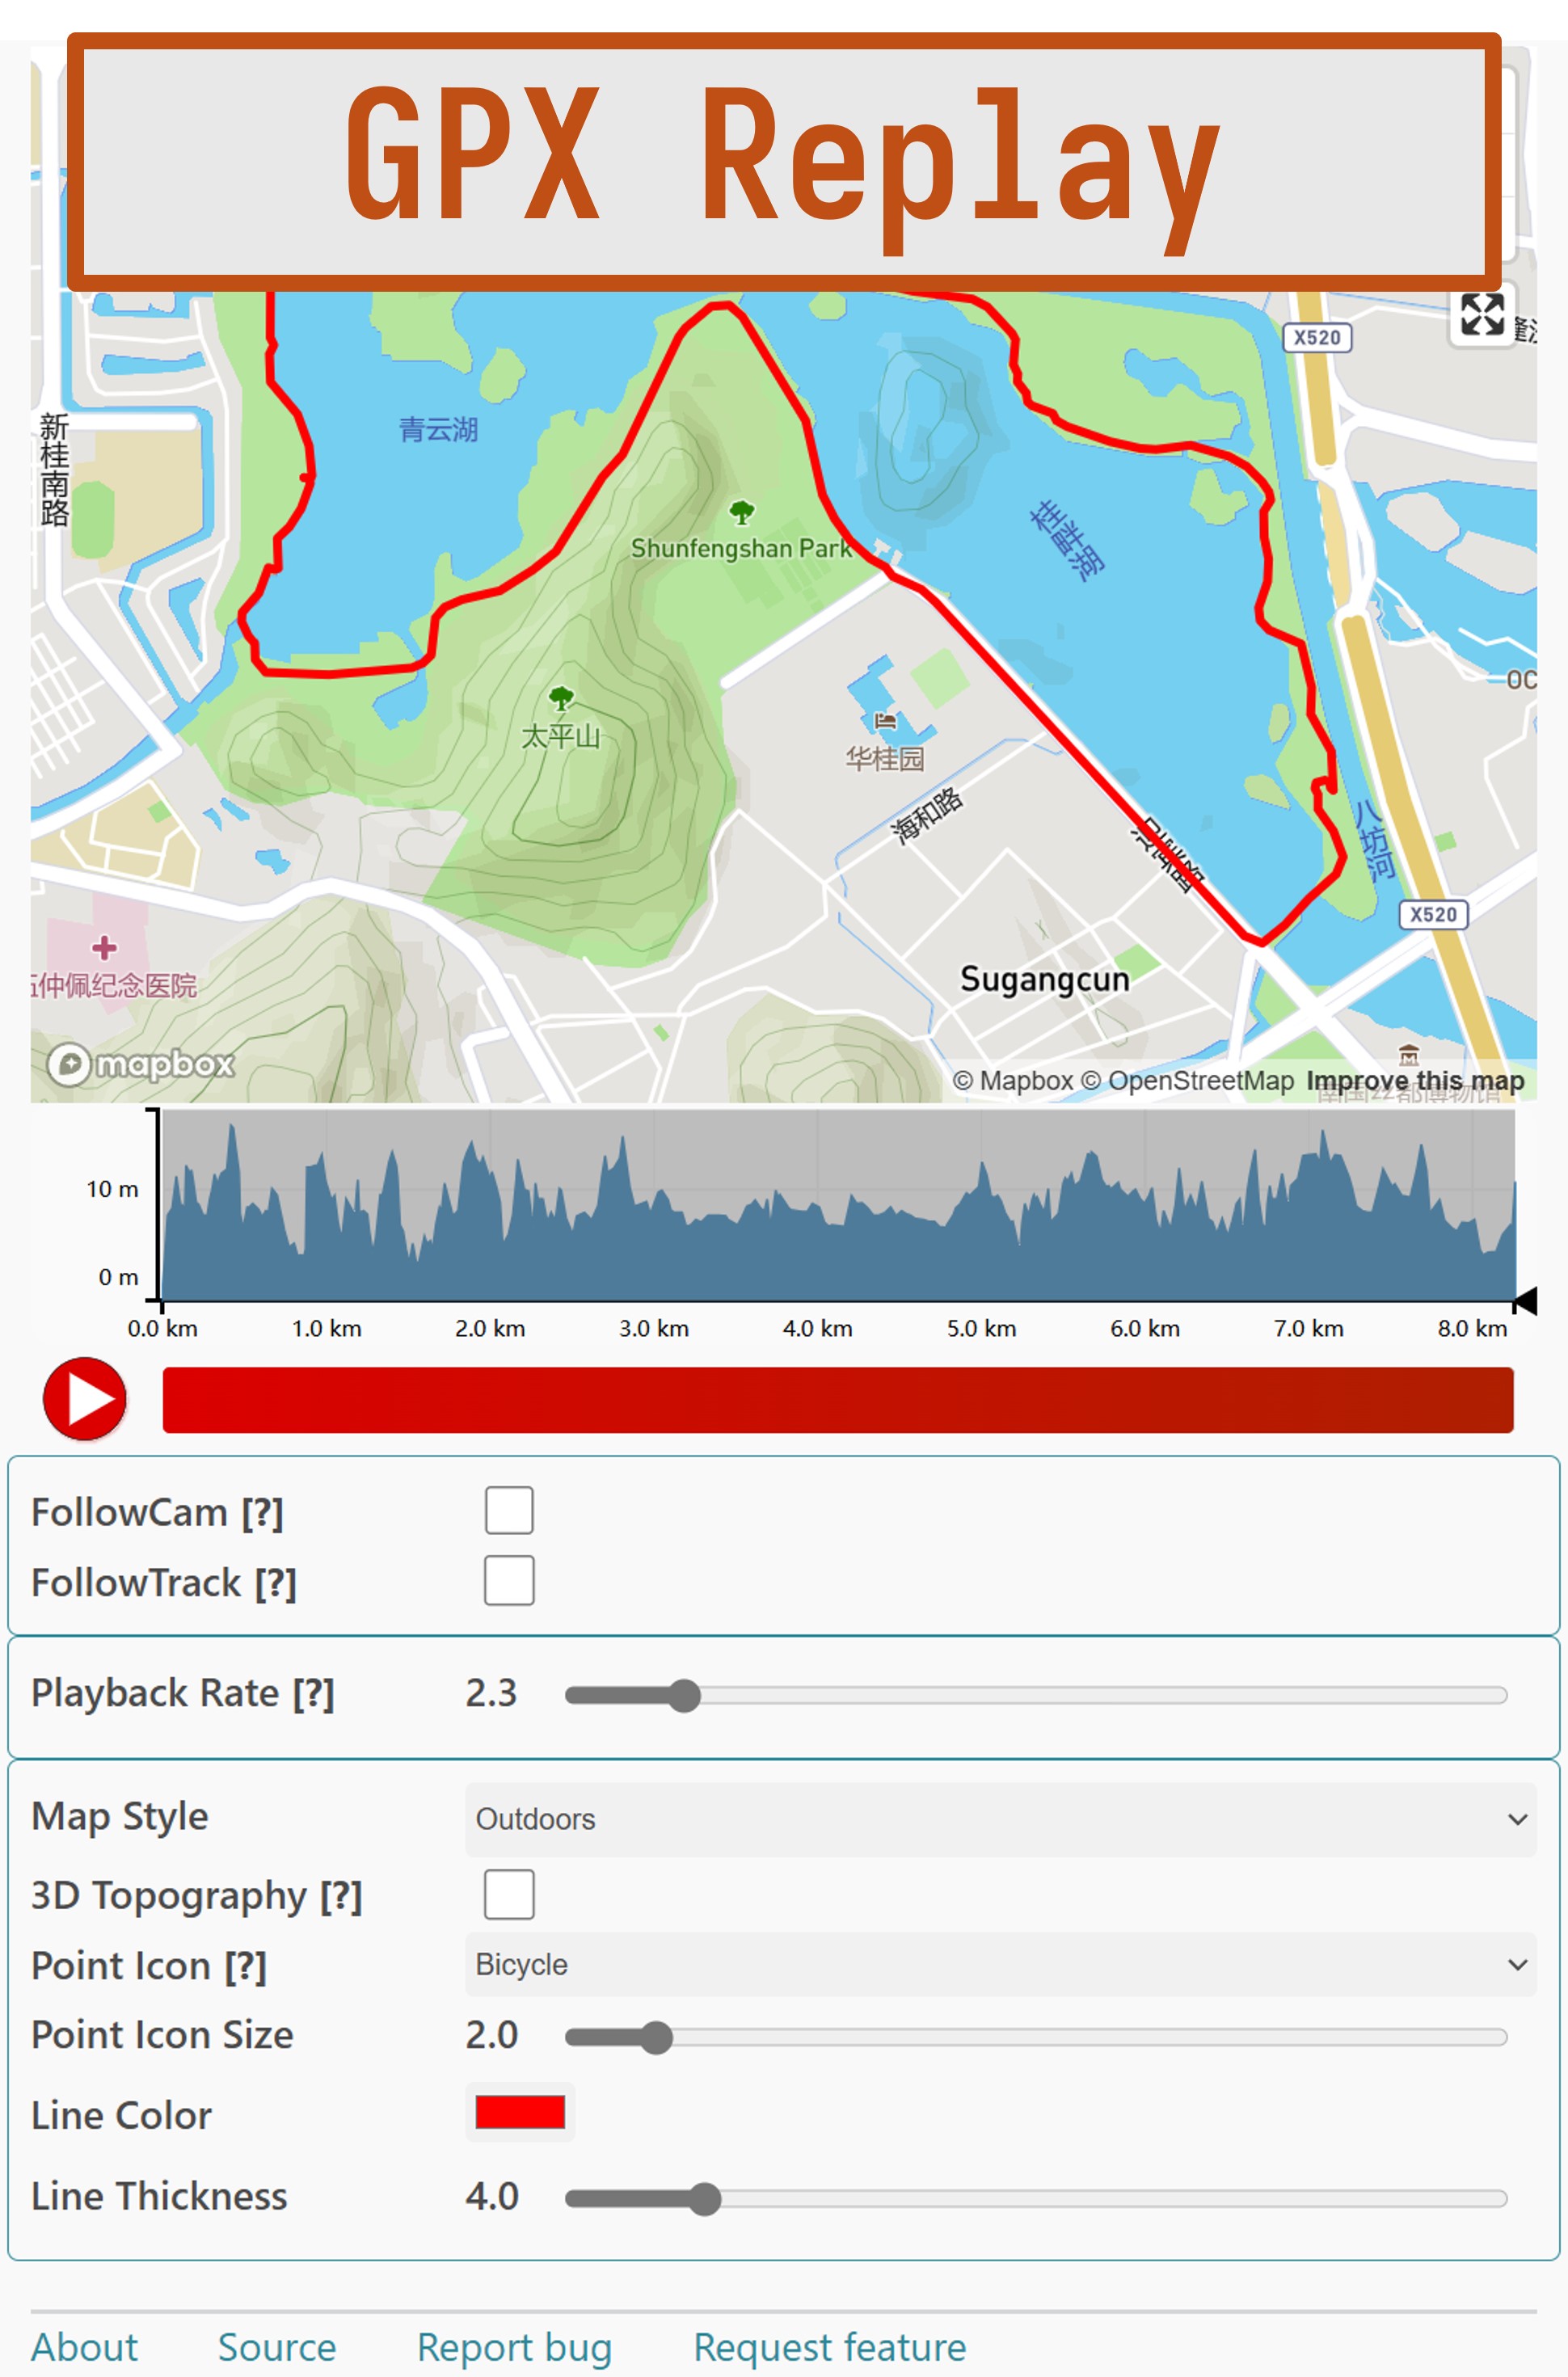 GPX Replay
X520
青云湖
新桂南路
Shunfengshan Park
桂畔湖
太平山
华桂园
海和路
八坊河
X520
Sugangcun
仲佩纪念医院
mapbox
© Mapbox © OpenStreetMap Improve this map
10 m
0 m
0.0 km 1.0 km 2.0 km 3.0 km 4.0 km 5.0 km 6.0 km 7.0 km 8.0 km
FollowCam [?]
FollowTrack [?]
Playback Rate [?] 2.3
Map Style Outdoors
3D Topography [?]
Point Icon [?] Bicycle
Point Icon Size 2.0
Line Color
Line Thickness 4.0
About Source Report bug Request feature